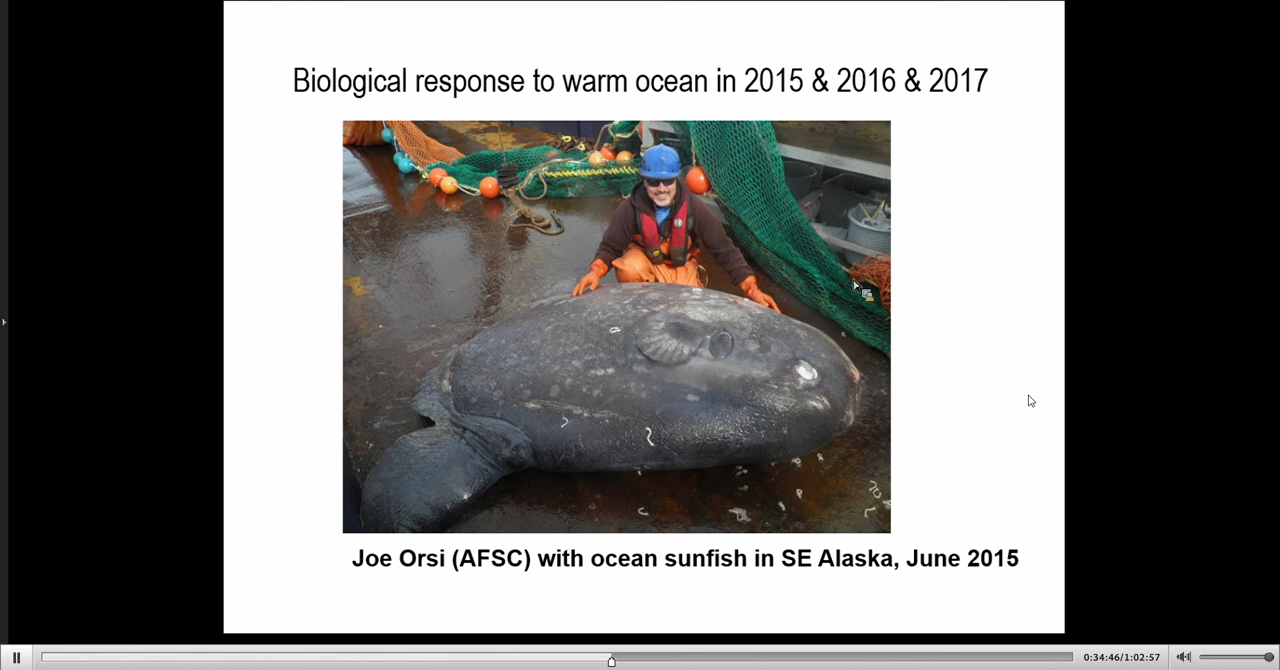 Biological response to warm ocean in 2015 & 2016 & 2017
Joe Orsi (AFSC) with ocean sunfish in SE Alaska, June 2015
0:34:46/1:02:57